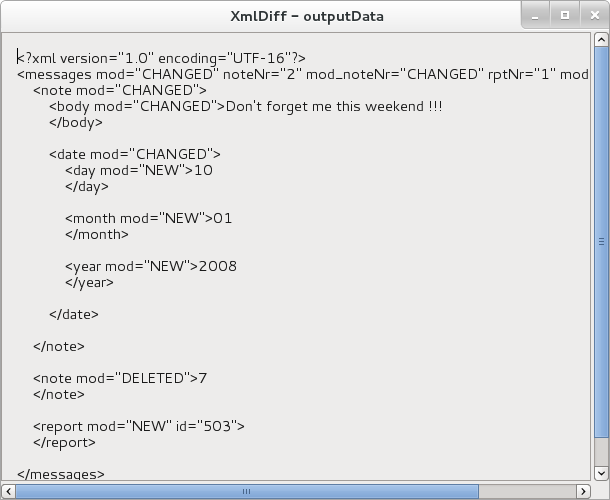 XmlDiff - outputData
<?xml version="1.0" encoding="UTF-16"?>
<messages mod="CHANGED" noteNr="2" mod_noteNr="CHANGED" rptNr="1" mod
<note mod="CHANGED">
<body mod="CHANGED">Don't forget me this weekend !!!
</body>
<date mod="CHANGED">
<day mod="NEW">10
</day>
<month mod="NEW">01
</month>
<year mod="NEW">2008
</year>
</date>
</note>
<note mod="DELETED">7
</note>
<report mod="NEW" id="503">
</report>
</messages>